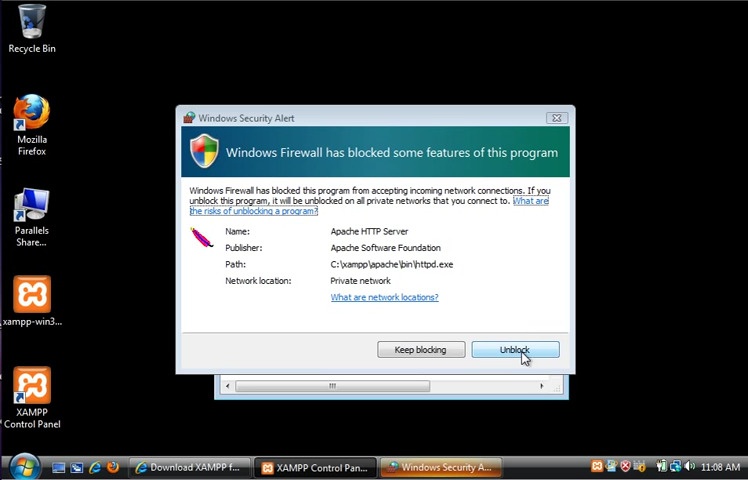 Recycle Bin
Mozilla
Firefox
Parallels
Share...
xampp-win3...
XAMPP
Control Panel
Windows Security Alert
Windows Firewall has blocked some features of this program
Windows Firewall has blocked this program from accepting incoming network connections. If you
unblock this program, it will be unblocked on all private networks that you connect to. What are
the risks of unblocking a program?
Name: Apache HTTP Server
Publisher: Apache Software Foundation
Path: C:\xampp\apache\bin\httpd.exe
Network location: Private network
What are network locations?
Keep blocking
Unblock
Download XAMPP f...
XAMPP Control Pan...
Windows Security A...
11:08 AM